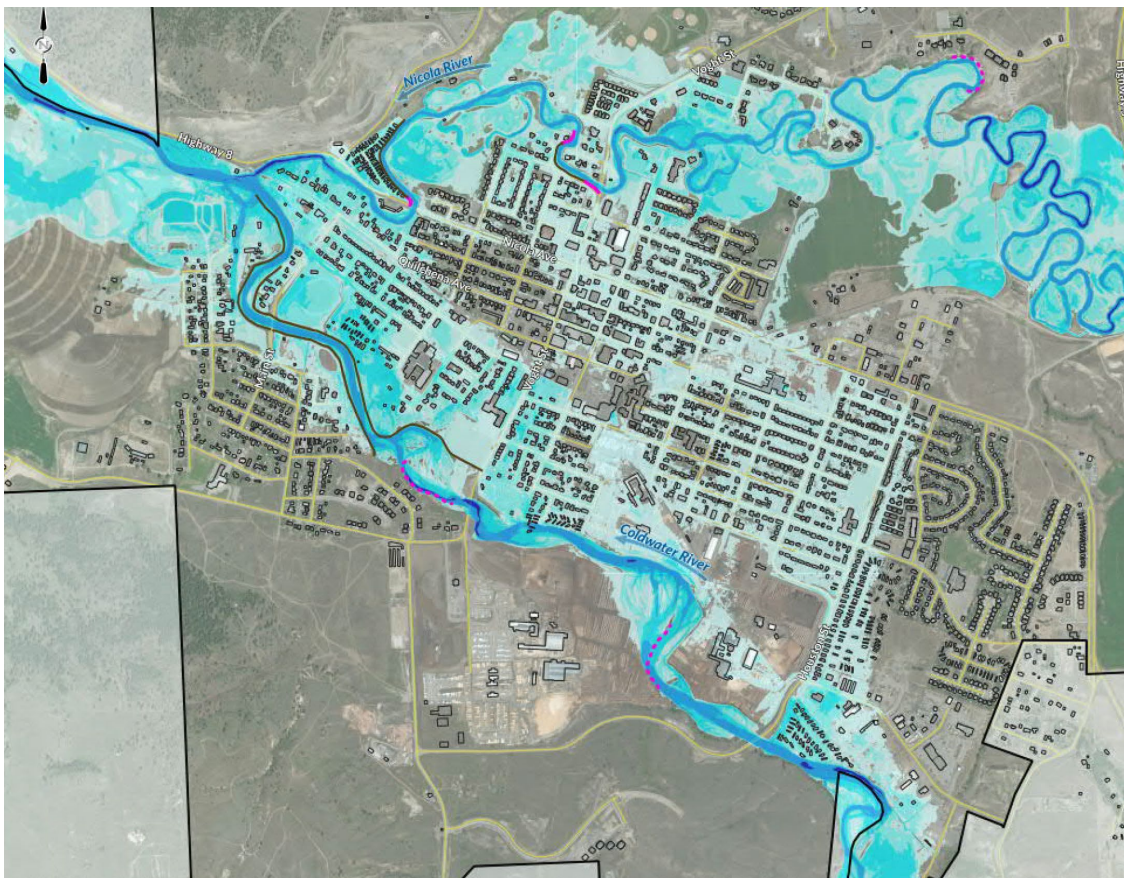 N
Highway 8
Nicola River
Voght St
Nicola Ave
Quilchena Ave
Voght St
Main St
Coldwater River
Houston St